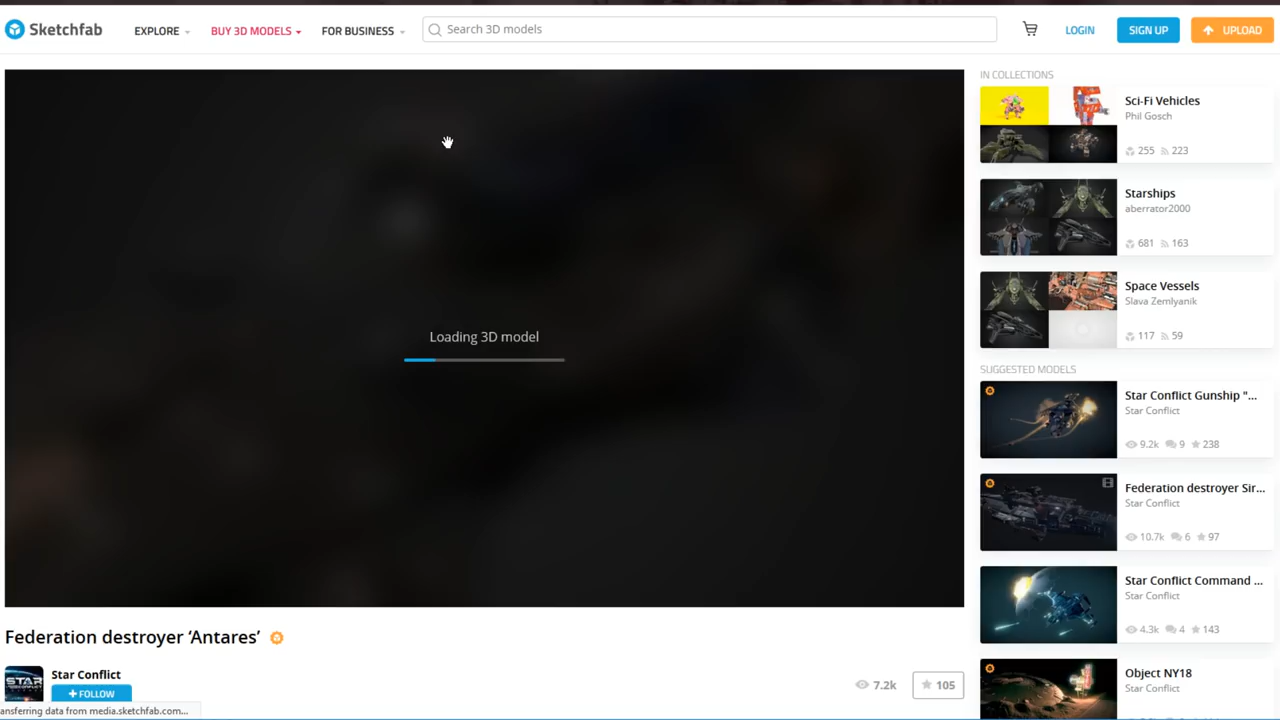 Sketchfab
EXPLORE
BUY 3D MODELS
FOR BUSINESS
Search 3D models
LOGIN
SIGN UP
UPLOAD
Loading 3D model
Federation destroyer ‘Antares’
Star Conflict
+ FOLLOW
7.2k
105
ansferring data from media.sketchfab.com...
IN COLLECTIONS
Sci-Fi Vehicles
Phil Gosch
255 223
Starships
aberrator2000
681 163
Space Vessels
Slava Zemlyanik
117 59
SUGGESTED MODELS
Star Conflict Gunship "...
Star Conflict
9.2k 9 238
Federation destroyer Sir...
Star Conflict
10.7k 6 97
Star Conflict Command ...
Star Conflict
4.3k 4 143
Object NY18
Star Conflict